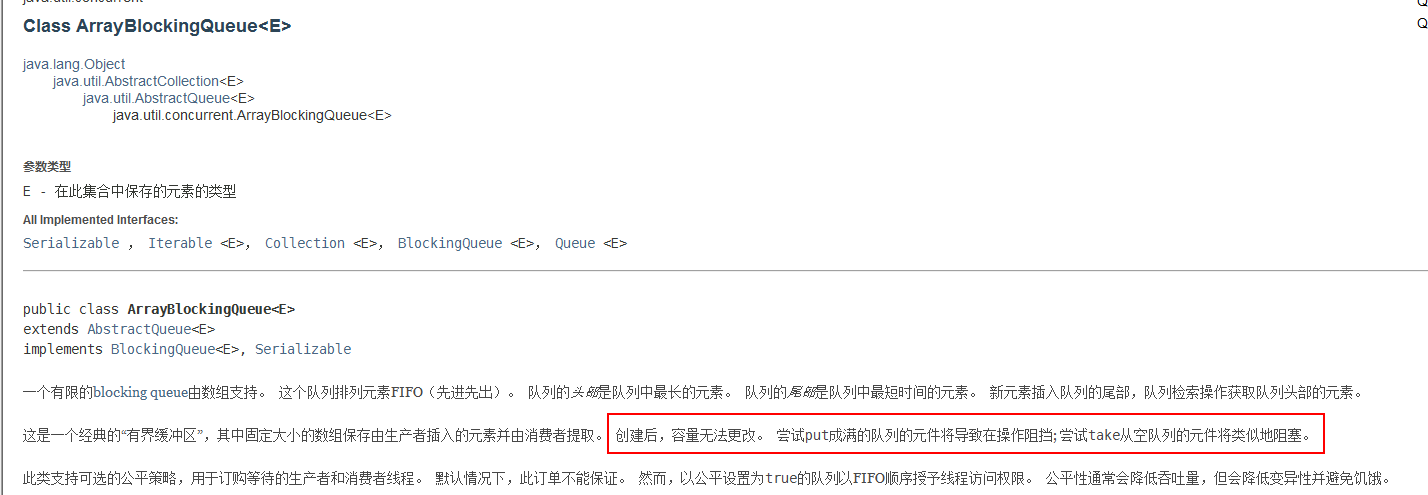 Class ArrayBlockingQueue<E>
java.lang.Object
java.util.AbstractCollection<E>
java.util.AbstractQueue<E>
java.util.concurrent.ArrayBlockingQueue<E>
参数类型
E - 在此集合中保存的元素的类型
All Implemented Interfaces:
Serializable ， Iterable <E>， Collection <E>， BlockingQueue <E>， Queue <E>
public class ArrayBlockingQueue<E>
extends AbstractQueue<E>
implements BlockingQueue<E>, Serializable
一个有限的blocking queue由数组支持。 这个队列排列元素FIFO（先进先出）。 队列的头部是队列中最长的元素。 队列的尾部是队列中最短时间的元素。 新元素插入队列的尾部，队列检索操作获取队列头部的元素。
这是一个经典的“有界缓冲区”，其中固定大小的数组保存由生产者插入的元素并由消费者提取。 创建后，容量无法更改。 尝试put成满的队列的元件将导致在操作阻挡; 尝试take从空队列的元件将类似地阻塞。
此类支持可选的公平策略，用于订购等待的生产者和消费者线程。 默认情况下，此订单不能保证。 然而，以公平设置为true的队列以FIFO顺序授予线程访问权限。 公平性通常会降低吞吐量，但会降低变异性并避免饥饿。